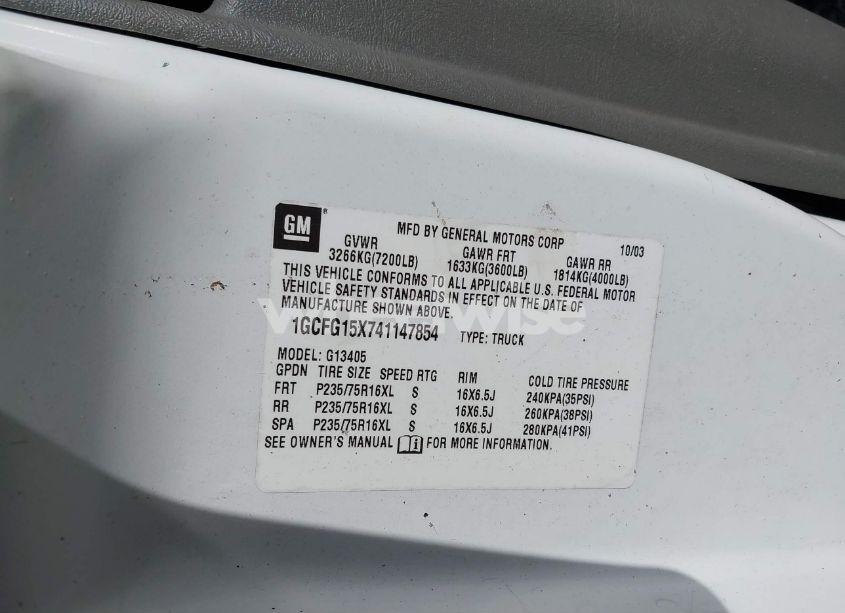 GM®
MFD BY GENERAL MOTORS CORP 10/03
GVWR GAWR FRT GAWR RR
3266KG(7200LB) 1633KG(3600LB) 1814KG(4000LB)
THIS VEHICLE CONFORMS TO ALL APPLICABLE U.S. FEDERAL MOTOR
VEHICLE SAFETY STANDARDS IN EFFECT ON THE DATE OF
MANUFACTURE SHOWN ABOVE.
1GCFG15X741147854 TYPE: TRUCK
MODEL: G13405
GPDN TIRE SIZE SPEED RTG RIM COLD TIRE PRESSURE
FRT P235/75R16XL S 16X6.5J 240KPA(35PSI)
RR P235/75R16XL S 16X6.5J 260KPA(38PSI)
SPA P235/75R16XL S 16X6.5J 280KPA(41PSI)
SEE OWNER'S MANUAL FOR MORE INFORMATION.